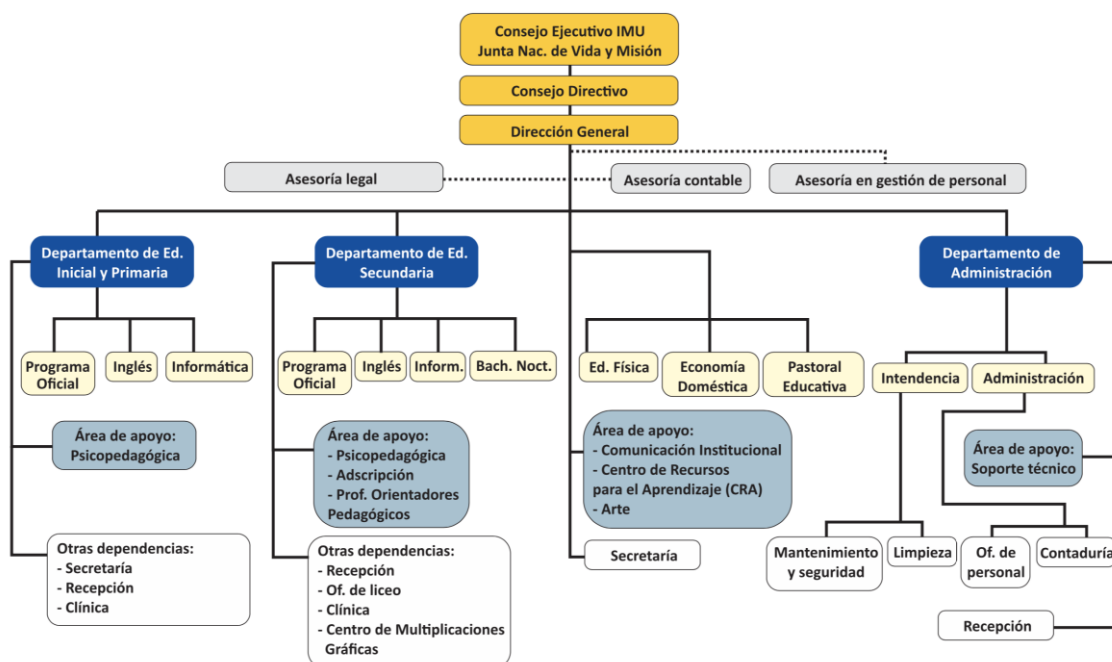 Consejo Ejecutivo IMU
Junta Nac. de Vida y Misión
Consejo Directivo
Dirección General
Asesoría legal
Asesoría contable
Asesoría en gestión de personal
Departamento de Ed.
Inicial y Primaria
Departamento de Ed.
Secundaria
Departamento de
Administración
Programa
Oficial
Inglés
Informática
Programa
Oficial
Inglés
Inform.
Bach. Noct.
Ed. Física
Economía
Doméstica
Pastoral
Educativa
Intendencia
Administración
Área de apoyo:
Psicopedagógica
Área de apoyo:
- Psicopedagógica
- Adscripción
- Prof. Orientadores
Pedagógicos
Área de apoyo:
- Comunicación Institucional
- Centro de Recursos
para el Aprendizaje (CRA)
- Arte
Área de apoyo:
Soporte técnico
Otras dependencias:
- Secretaría
- Recepción
- Clínica
Otras dependencias:
- Recepción
- Of. de liceo
- Clínica
- Centro de Multiplicaciones
Gráficas
Secretaría
Mantenimiento
y seguridad
Limpieza
Of. de
personal
Contaduría
Recepción